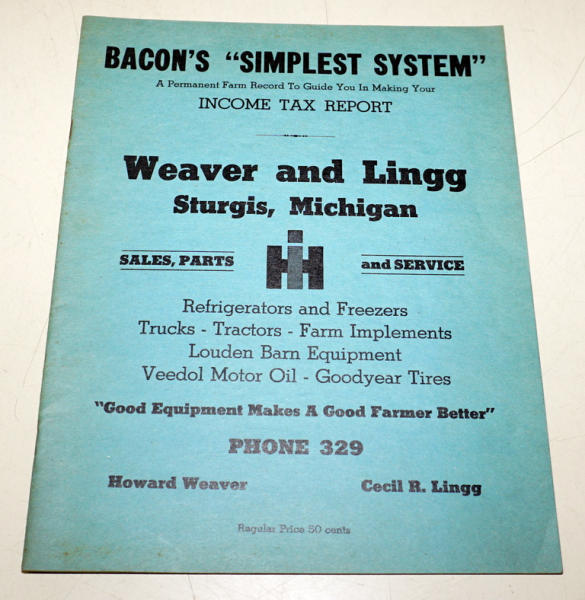 BACON'S "SIMPLEST SYSTEM"
A Permanent Farm Record To Guide You In Making Your
INCOME TAX REPORT
Weaver and Lingg
Sturgis, Michigan
SALES, PARTS IH and SERVICE
Refrigerators and Freezers
Trucks - Tractors - Farm Implements
Louden Barn Equipment
Veedol Motor Oil - Goodyear Tires
"Good Equipment Makes A Good Farmer Better"
PHONE 329
Howard Weaver Cecil R. Lingg
Regular Price 50 cents